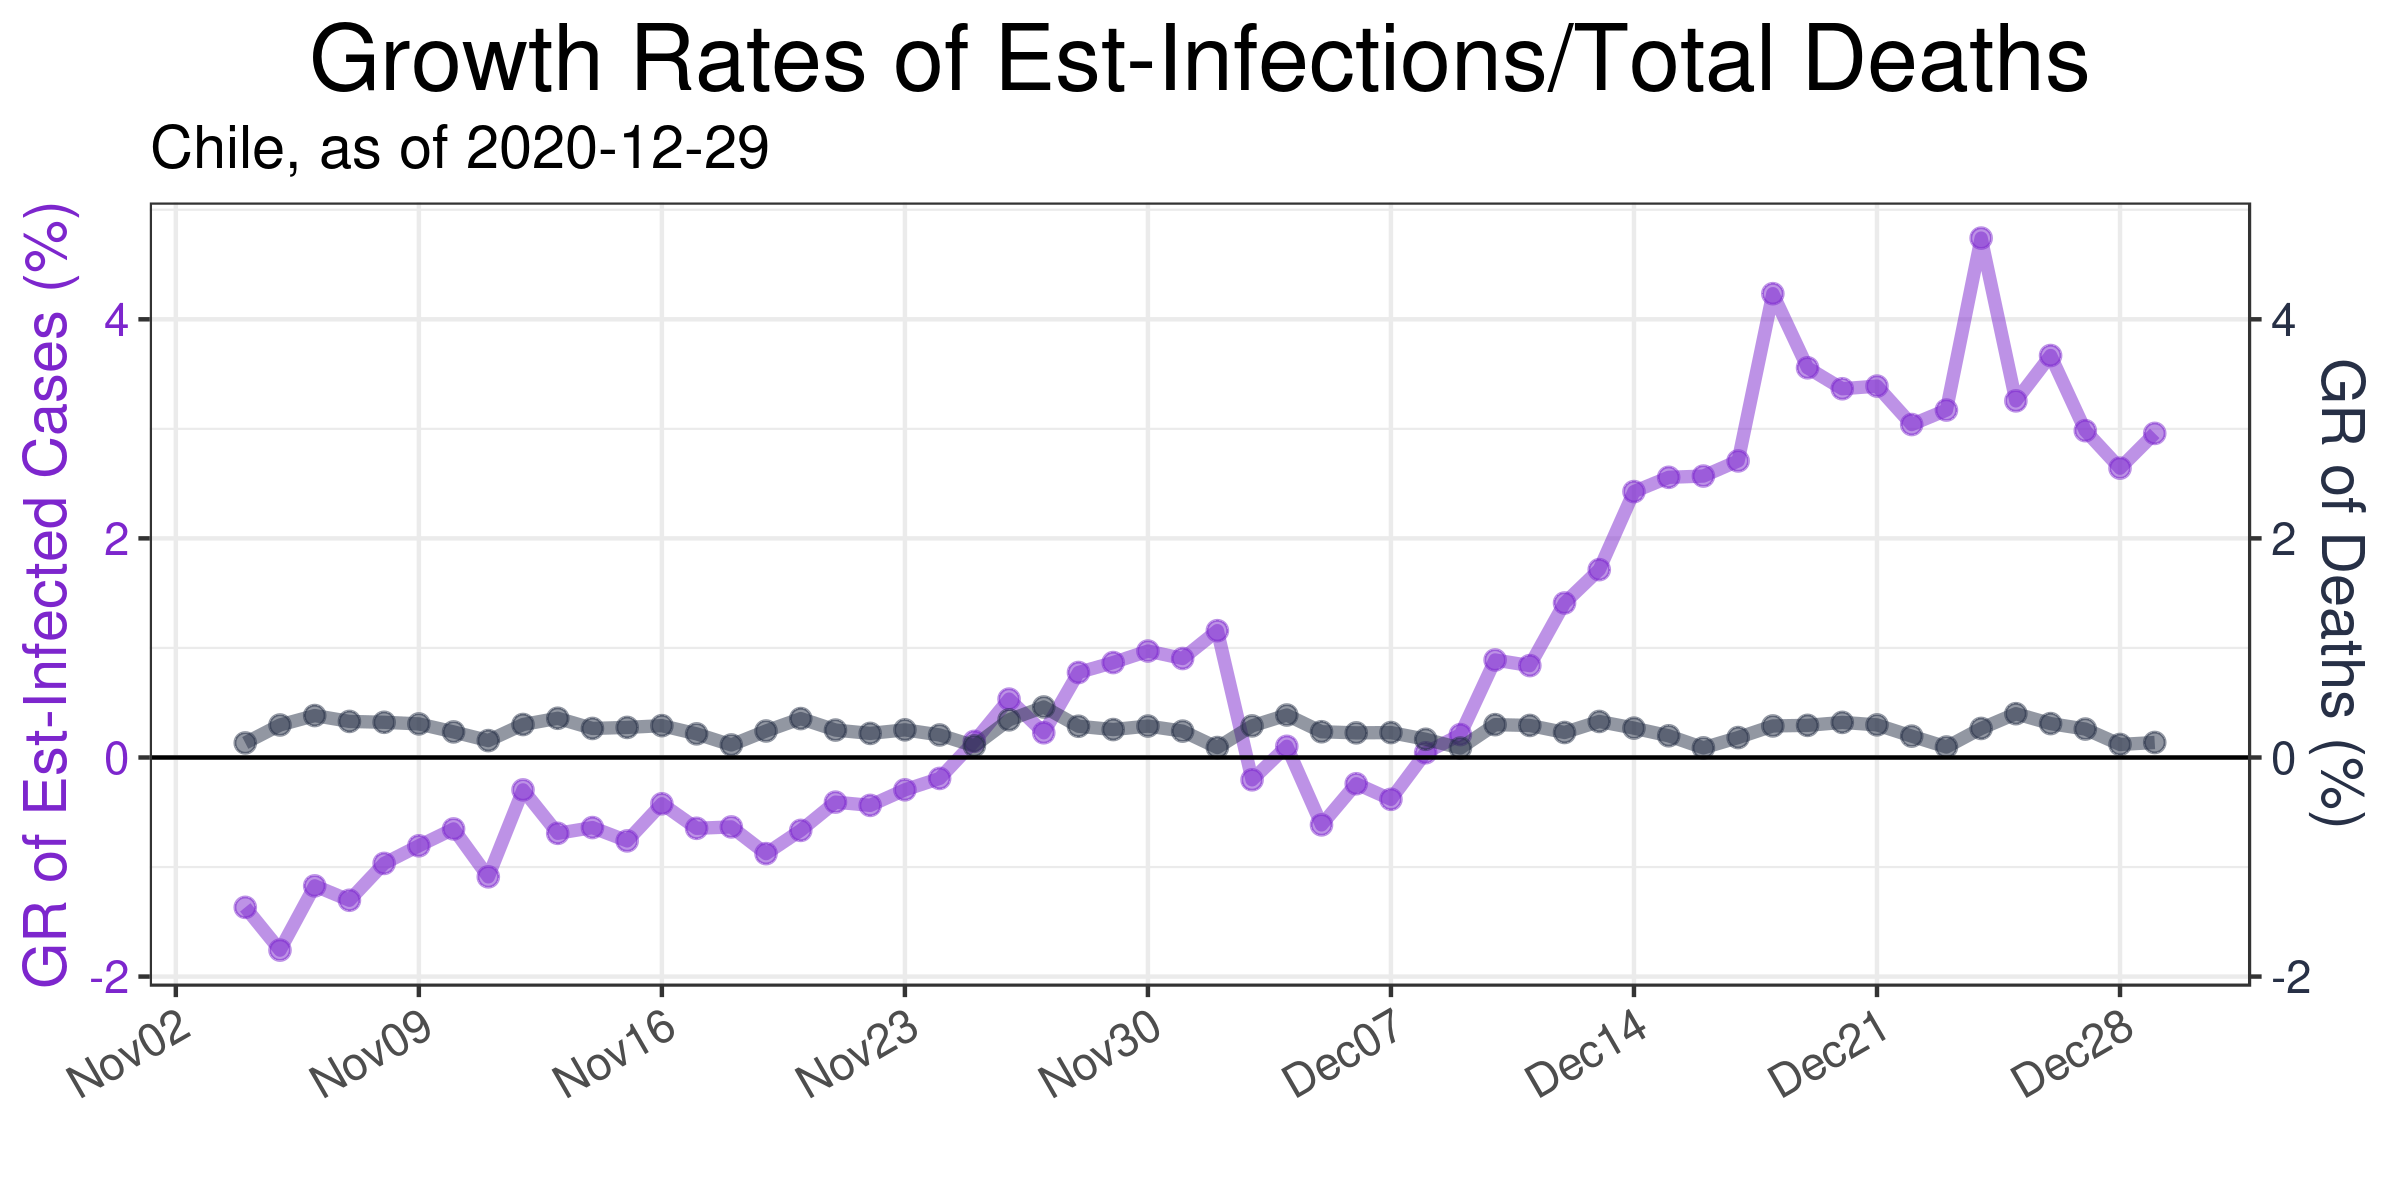 Growth Rates of Est-Infections/Total Deaths
Chile, as of 2020-12-29
GR of Est-Infected Cases (%)
4
2
0
-2
4
2
0
-2
GR of Deaths (%)
Nov02
Nov09
Nov16
Nov23
Nov30
Dec07
Dec14
Dec21
Dec28